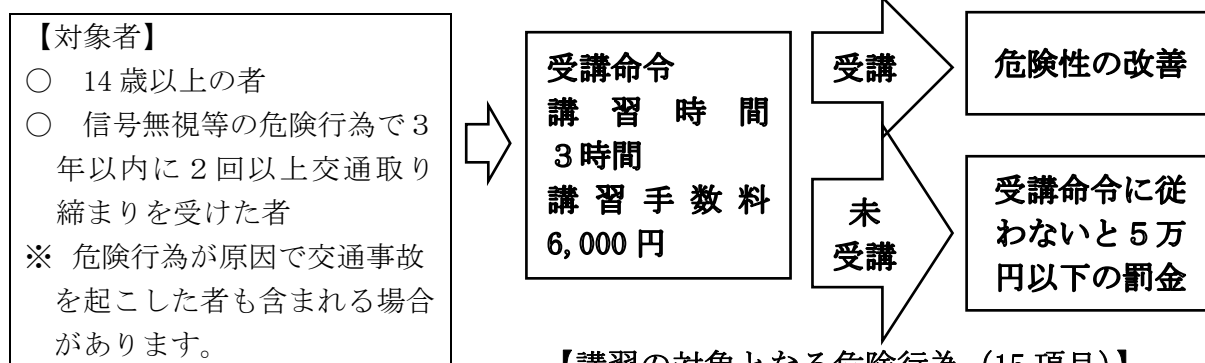 【対象者】
○　14歳以上の者
○　信号無視等の危険行為で３
年以内に２回以上交通取り
締まりを受けた者
※ 危険行為が原因で交通事故
を起こした者も含まれる場合
があります。
受講命令
講習時間
３時間
講習手数料
6,000円
受講
危険性の改善
未
受講
受講命令に従
わないと５万
円以下の罰金
【講習の対象となる危険行為（15項目）】